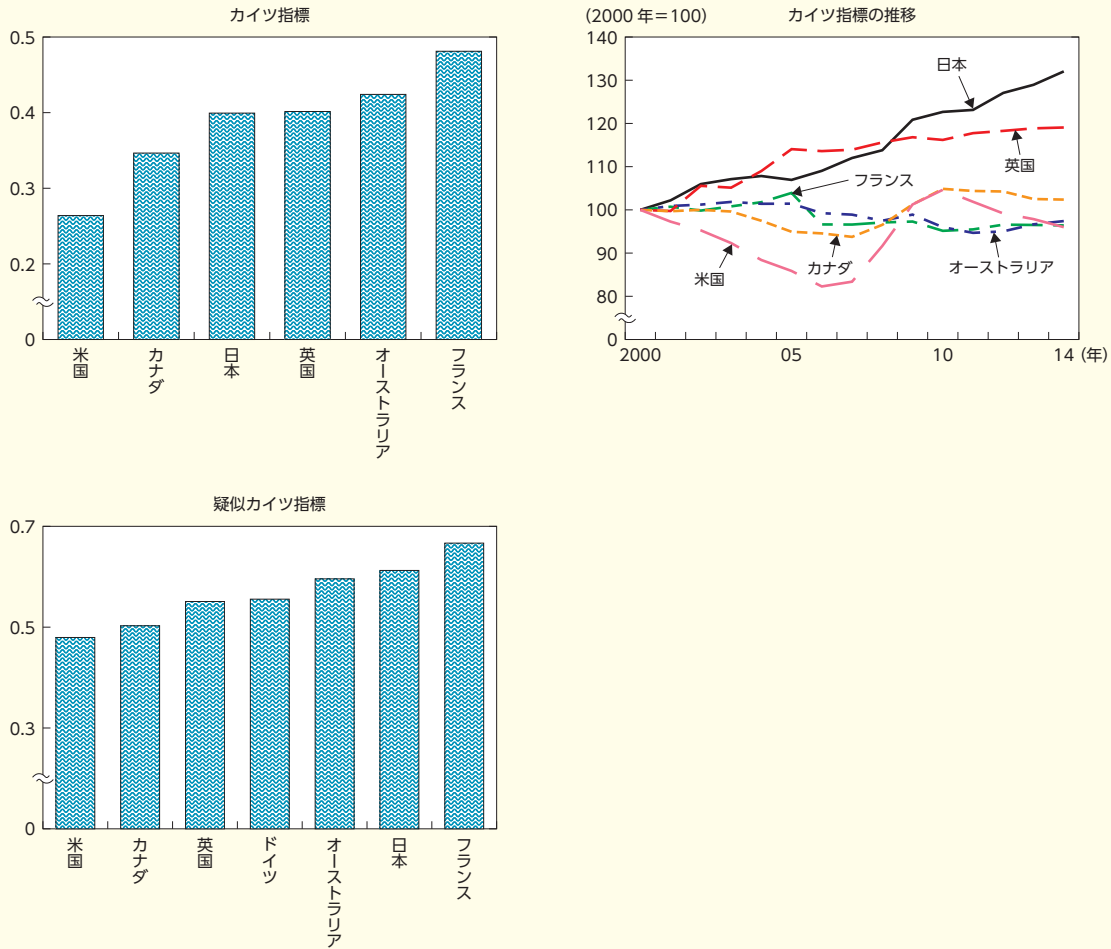 カイツ指標
0.5
0.4
0.3
0.2
0
米国
カナダ
日本
英国
オーストラリア
フランス
(2000 年＝100)
カイツ指標の推移
140
130
120
110
100
90
80
0
日本
英国
フランス
米国
カナダ
オーストラリア
2000 05 10 14 (年)
疑似カイツ指標
0.7
0.5
0.3
0
米国
カナダ
英国
ドイツ
オーストラリア
日本
フランス